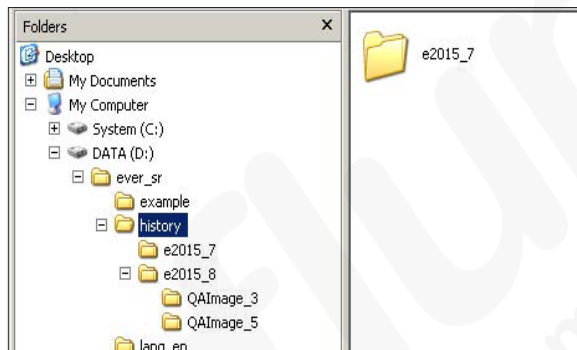 Folders
Desktop
My Documents
My Computer
System (C:)
DATA (D:)
ever_sr
example
history
e2015_7
e2015_8
QAImage_3
QAImage_5
lang_en
e2015_7